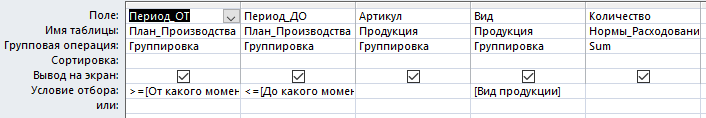 Поле: Период_ОТ Период_ДО Артикул Вид Количество
Имя таблицы: План_Производства План_Производства Продукция Продукция Нормы_Расходовани
Групповая операция: Группировка Группировка Группировка Группировка Sum
Сортировка:
Вывод на экран:
Условие отбора: >=[От какого момен <=[До какого момен [Вид продукции]
или: